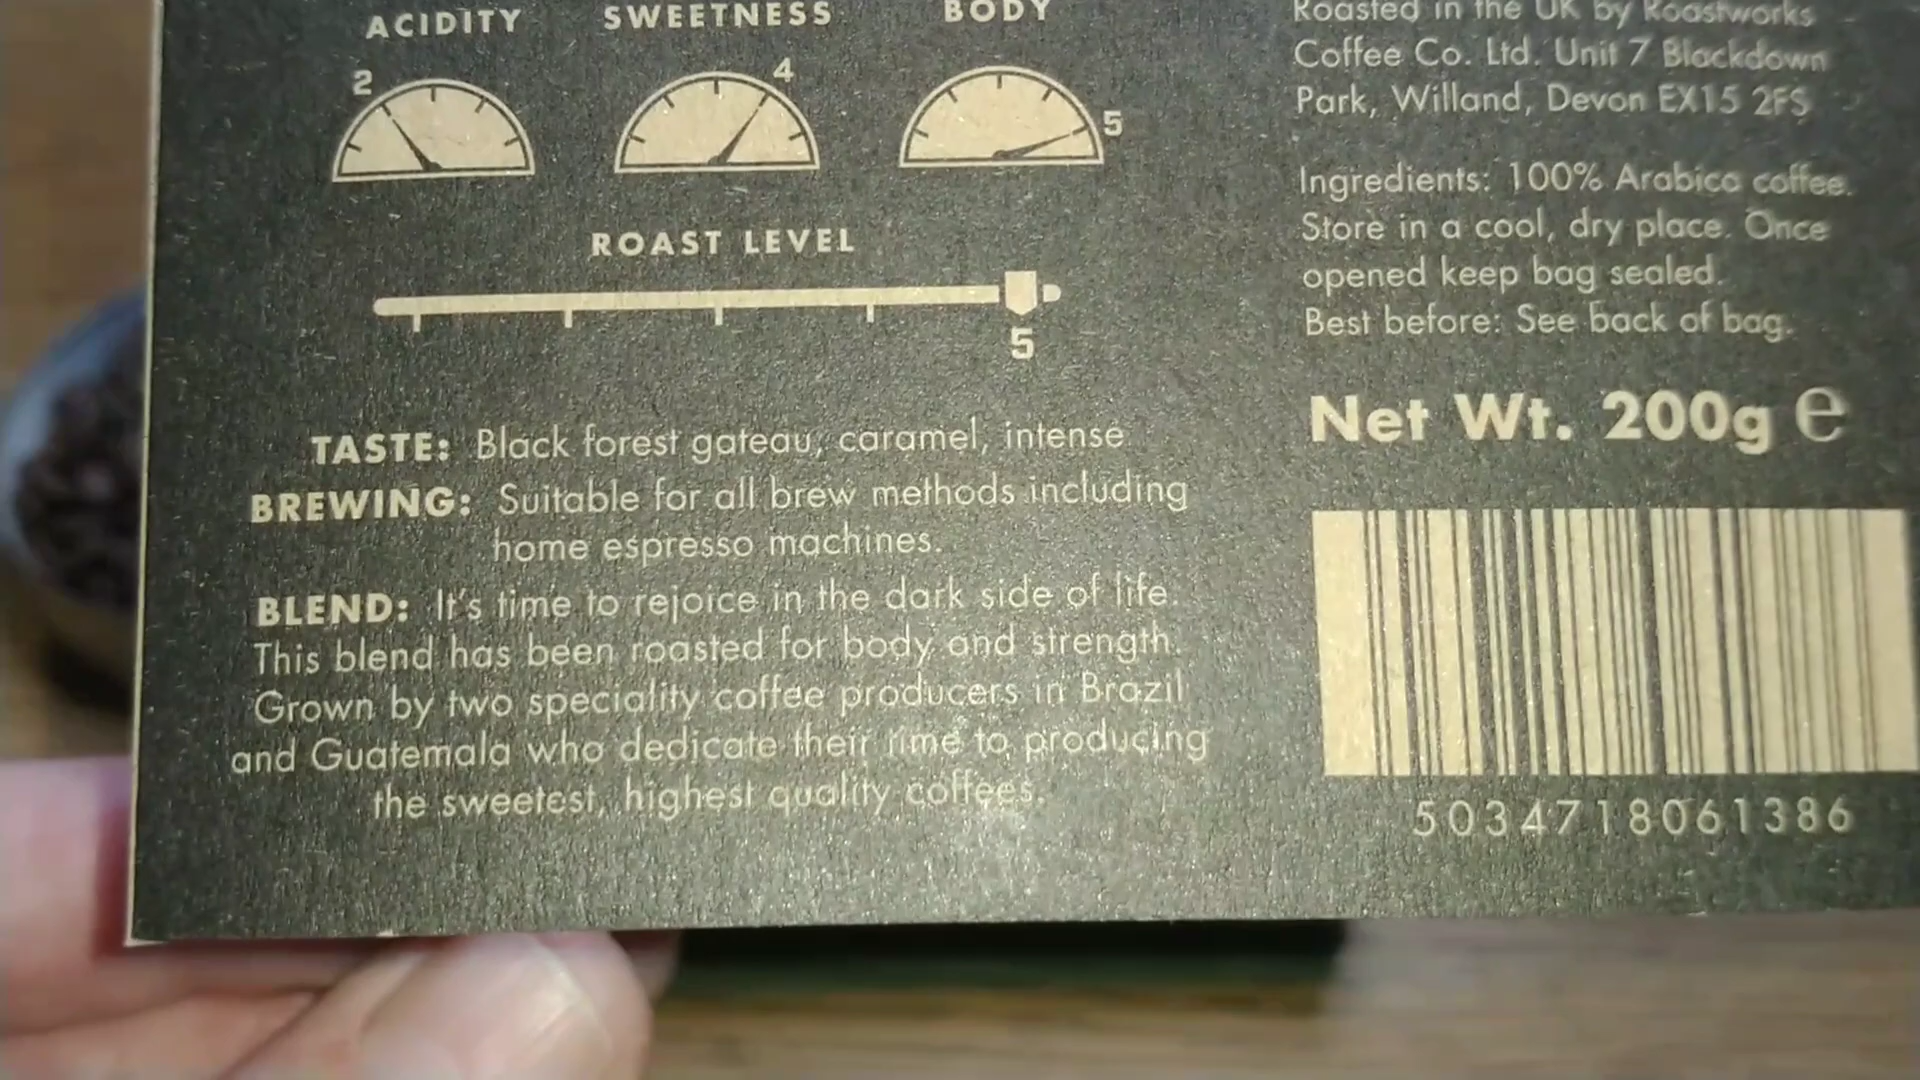 ACIDITY
SWEETNESS
BODY
2
4
5
ROAST LEVEL
5
TASTE: Black forest gateau, caramel, intense
BREWING: Suitable for all brew methods including
home espresso machines.
BLEND: It's time to rejoice in the dark side of life.
This blend has been roasted for body and strength.
Grown by two speciality coffee producers in Brazil
and Guatemala who dedicate their time to producing
the sweetest, highest quality coffees.
Roasted in the UK by Roastworks
Coffee Co. Ltd. Unit 7 Blackdown
Park, Willand, Devon EX15 2FS
Ingredients: 100% Arabica coffee.
Store in a cool, dry place. Once
opened keep bag sealed.
Best before: See back of bag.
Net Wt. 200g e
5034718061386